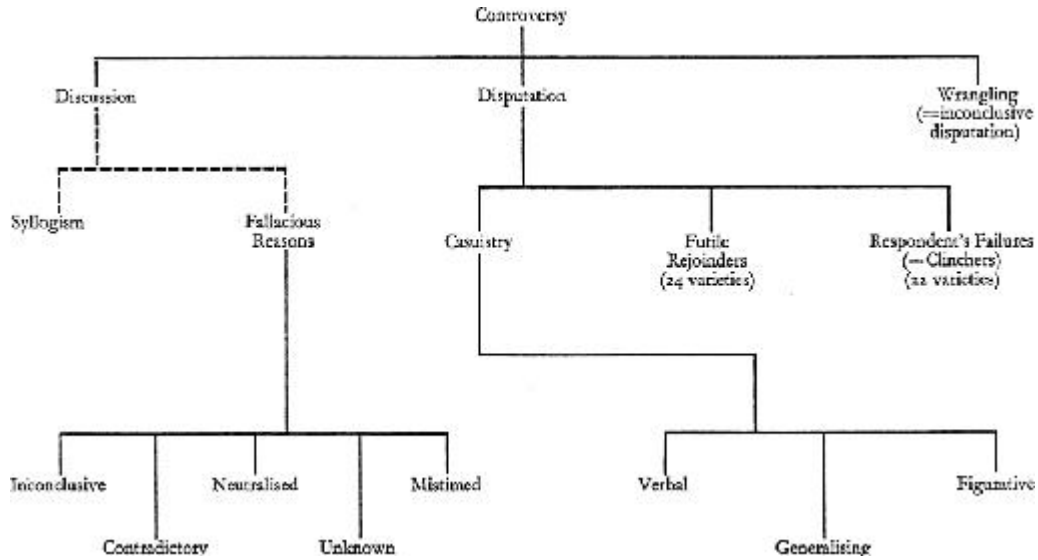 Controversy
Discussion
Disputation
Wrangling
(=inconclusive
disputation)
Syllogism
Fallacious
Reasons
Casuistry
Futile
Rejoinders
(24 varieties)
Respondent's Failures
(=Clinchers)
(22 varieties)
Inconclusive
Neutralised
Mistimed
Verbal
Figurative
Contradictory
Unknown
Generalising